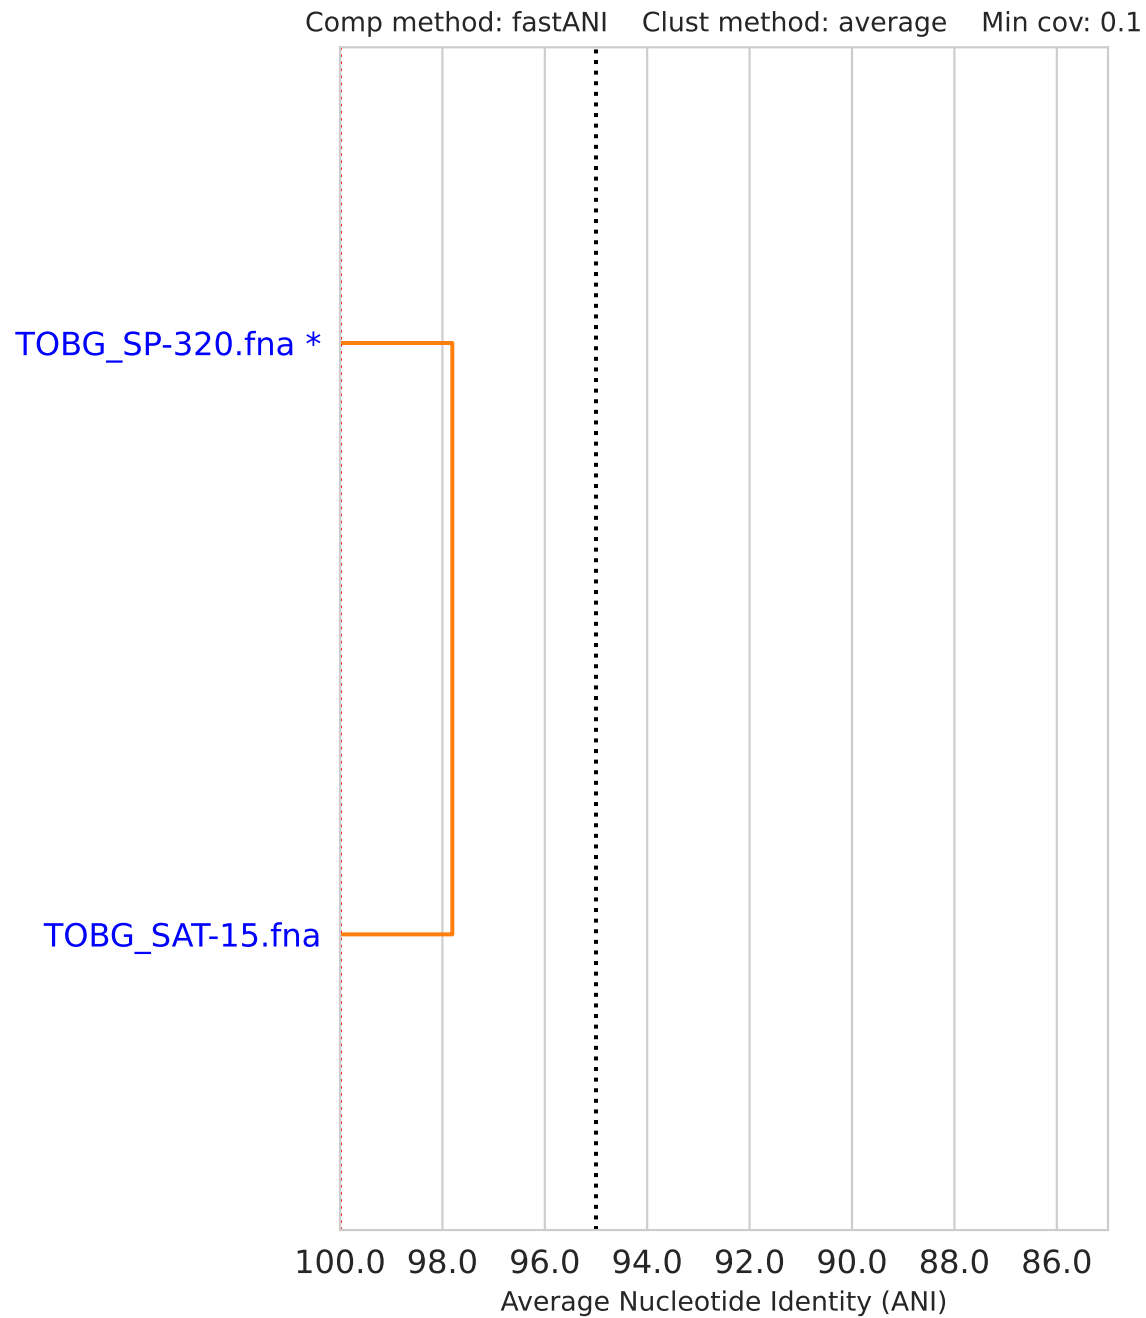 Comp method: fastANI    Clust method: average    Min cov: 0.1
TOBG_SP-320.fna *
TOBG_SAT-15.fna
100.0 98.0 96.0 94.0 92.0 90.0 88.0 86.0
Average Nucleotide Identity (ANI)